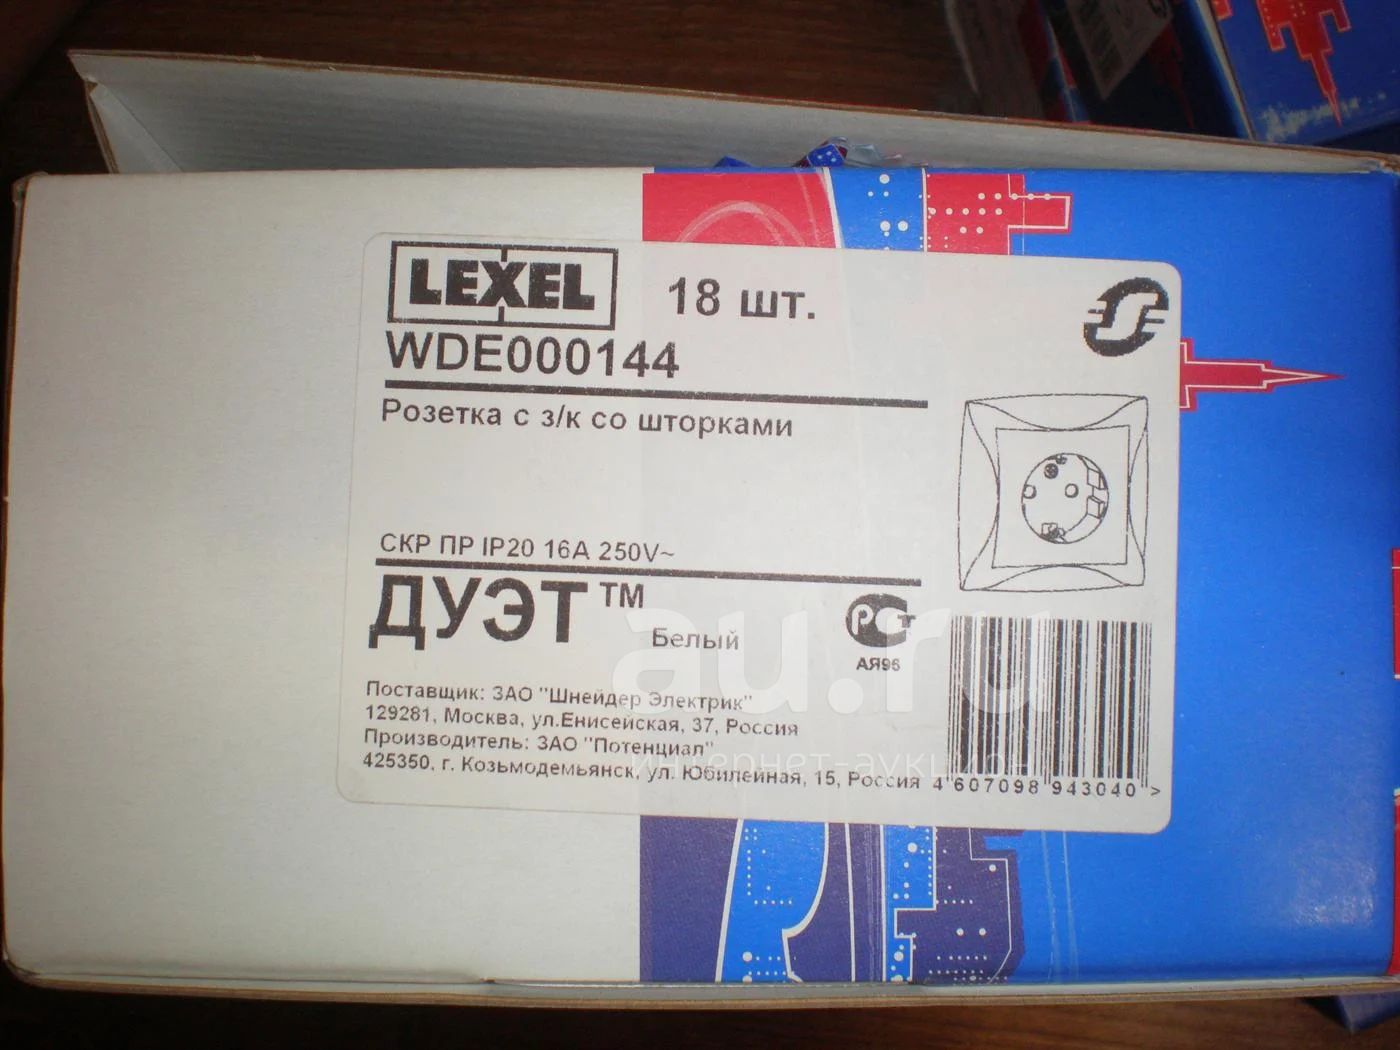 LEXEL
18 шт.
WDE000144
Розетка с з/к со шторками
СКР ПР IP20 16A 250V~
ДУЭТ™
Белый
РСТ
АЯ96
Поставщик: ЗАО "Шнейдер Электрик"
129281, Москва, ул.Енисейская, 37, Россия
Производитель: ЗАО "Потенциал"
425350, г. Козьмодемьянск, ул. Юбилейная, 15, Россия
4 607098 943040 >
au.ru
интернет-аукцион